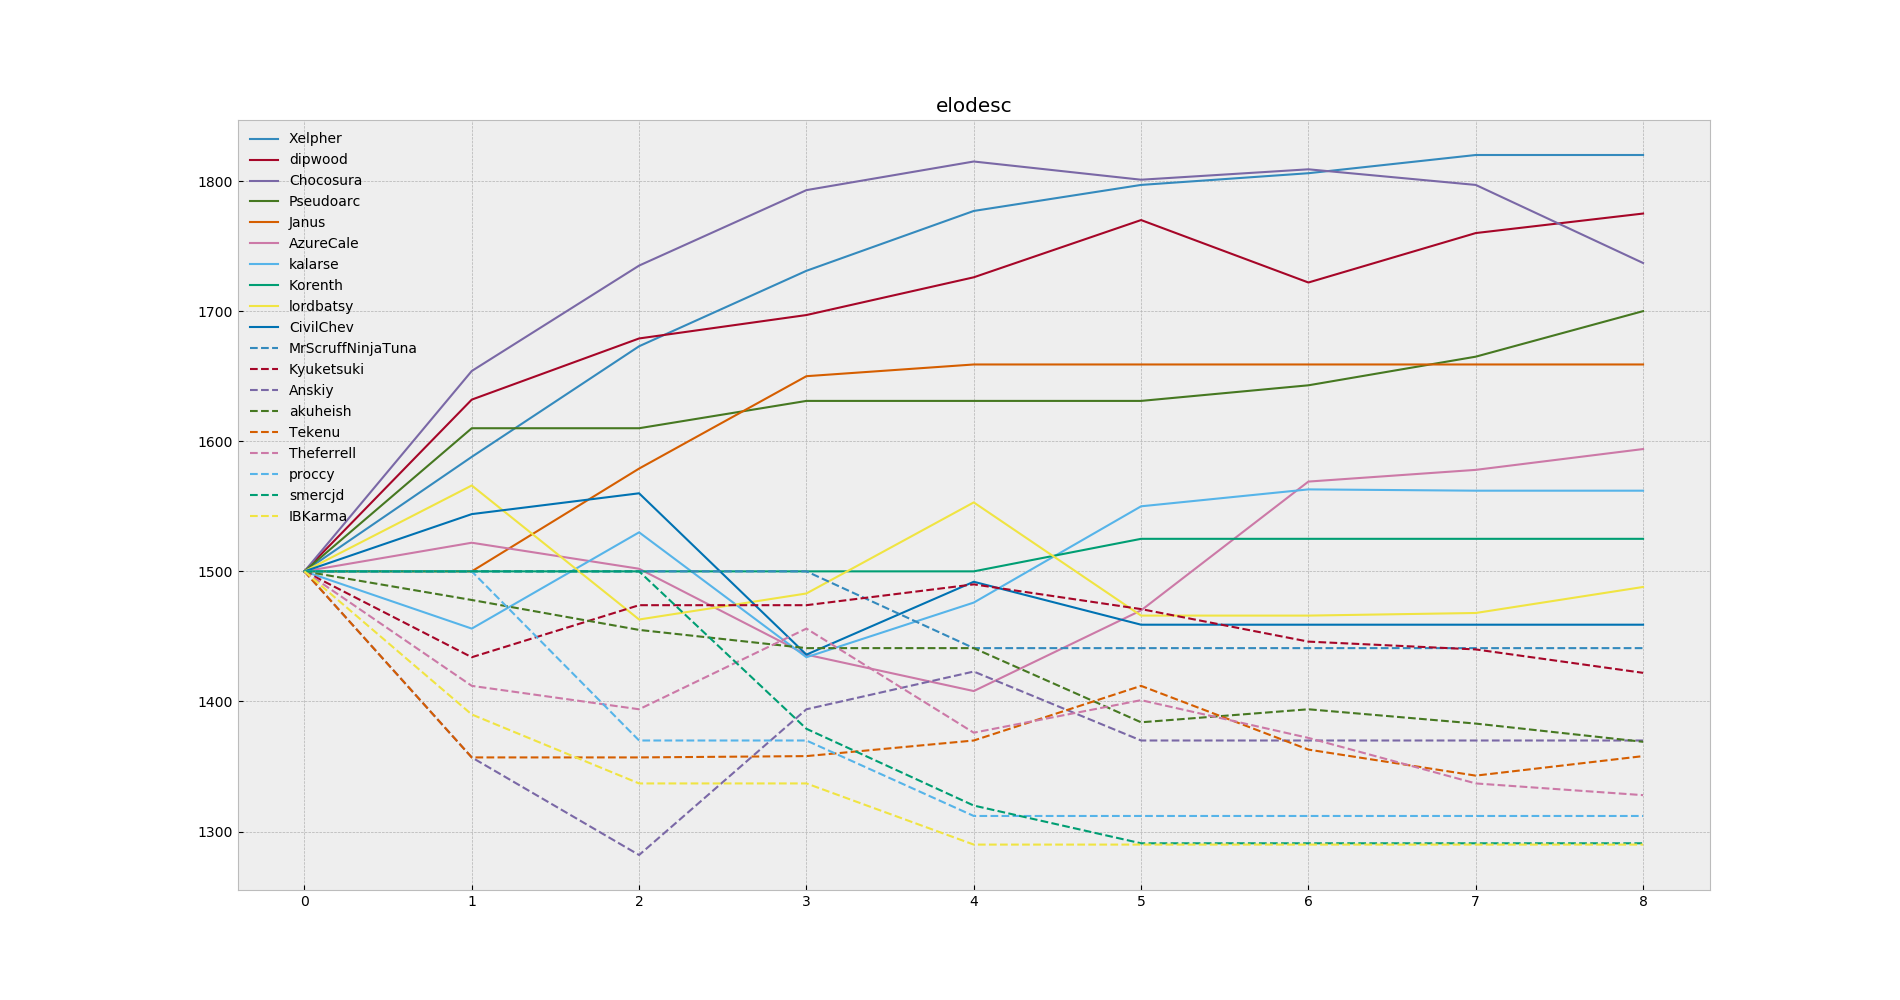 elodesc
Xelpher
dipwood
Chocosura
Pseudoarc
Janus
AzureCale
kalarse
Korenth
lordbatsy
CivilChev
MrScruffNinjaTuna
Kyuketsuki
Anskiy
akuheish
Tekenu
Theferrell
proccy
smercjd
IBKarma
1800
1700
1600
1500
1400
1300
0 1 2 3 4 5 6 7 8